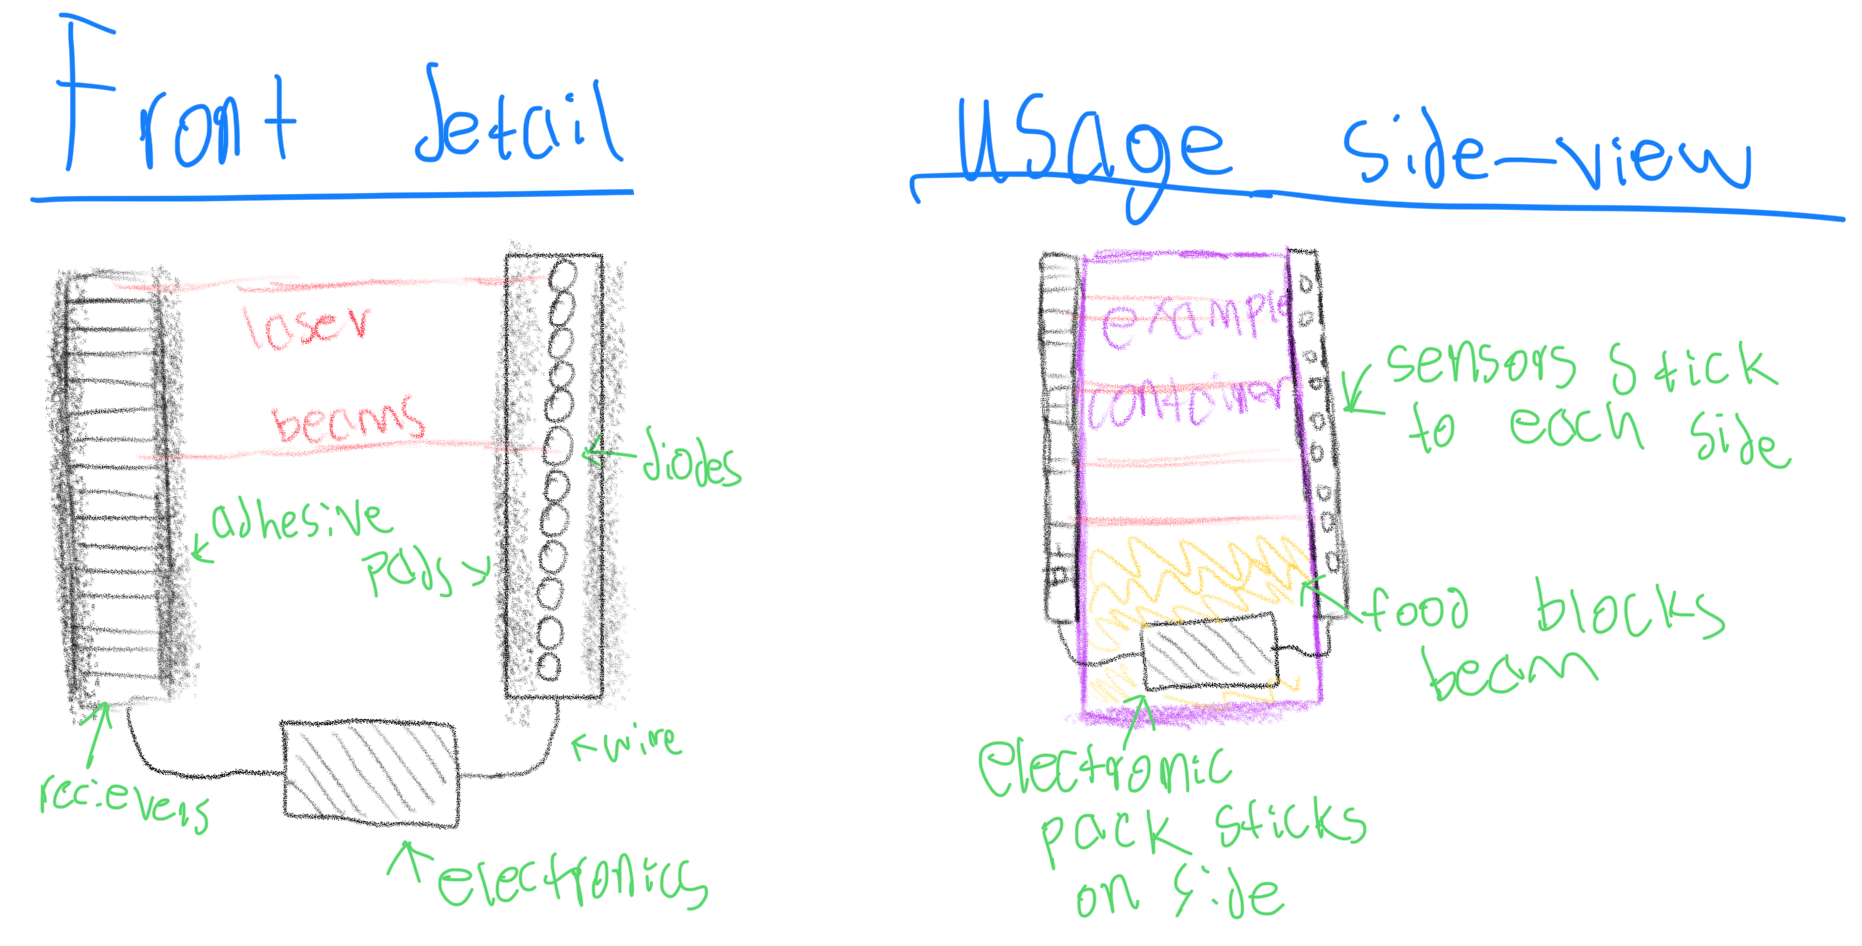 Front detail
usage side-view
laser
beams
diodes
adhesive
pads
wire
recievers
electronics
example
container
sensors stick
to each side
food blocks
beam
electronic
pack sticks
on side